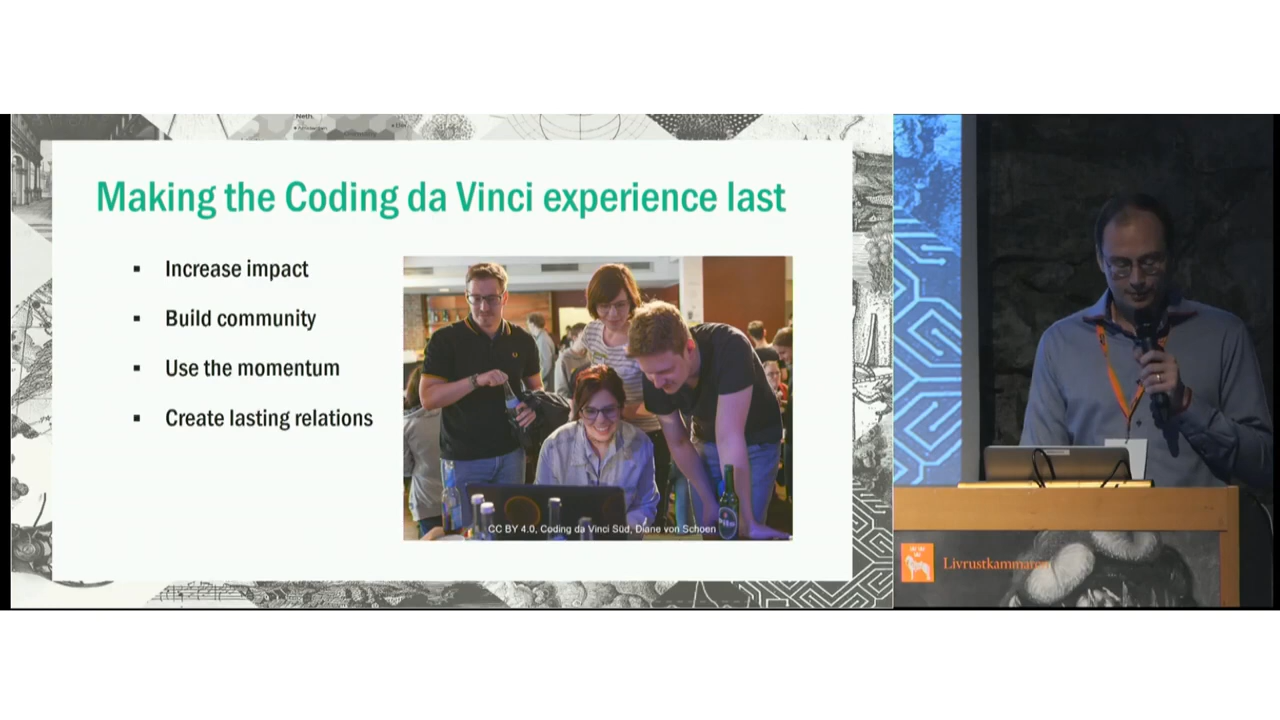 Neth.
Making the Coding da Vinci experience last
▪ Increase impact
▪ Build community
▪ Use the momentum
▪ Create lasting relations
CC BY 4.0, Coding da Vinci Süd, Diane von Schoen
Livrustkammaren